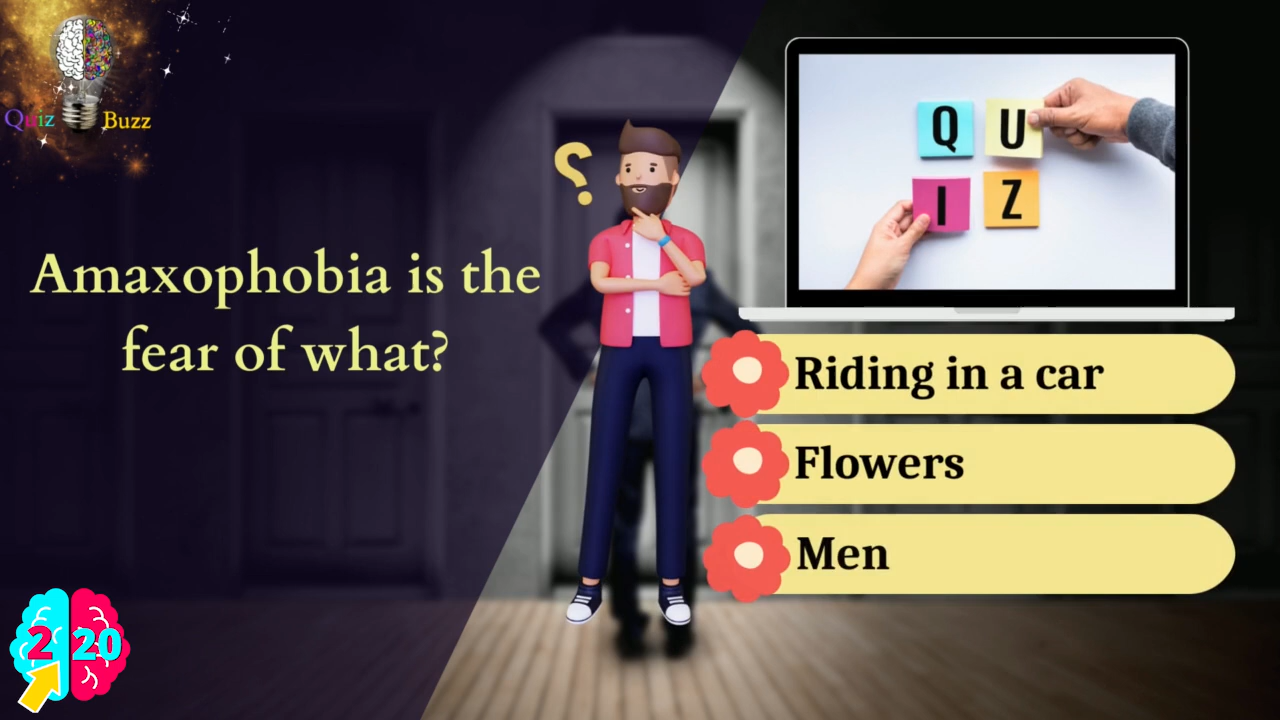 Quiz Buzz
Amaxophobia is the
fear of what?
Q U
I Z
Riding in a car
Flowers
Men
2 20